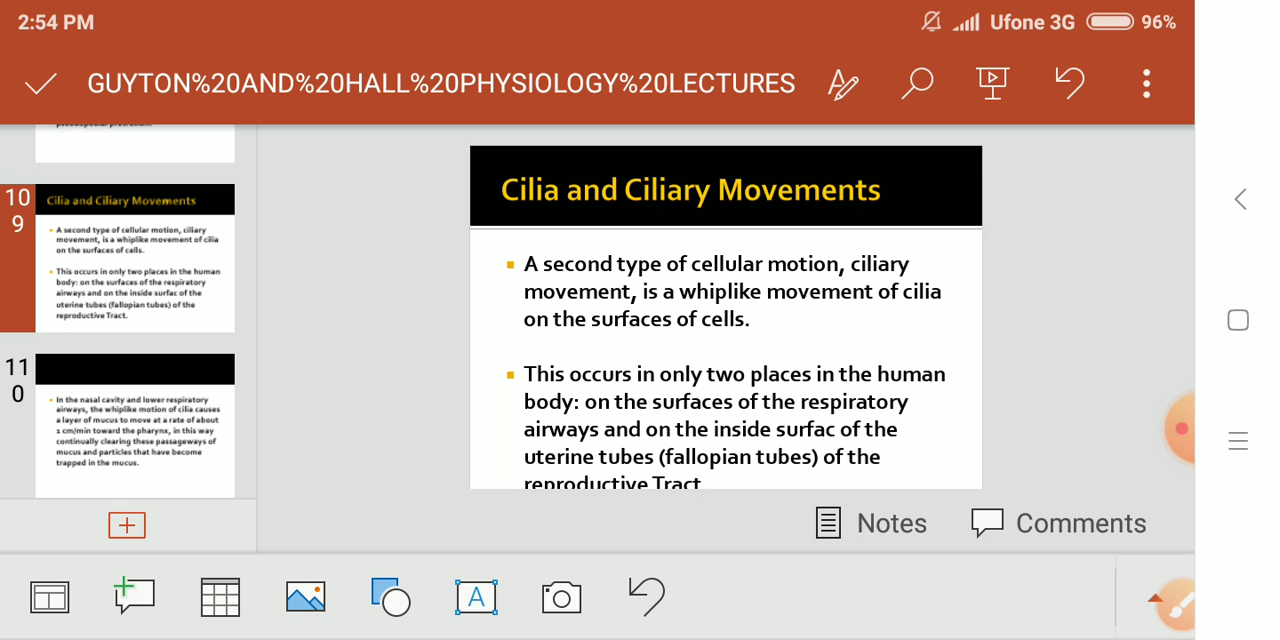 2:54 PM
Ufone 3G
96%
GUYTON%20AND%20HALL%20PHYSIOLOGY%20LECTURES
10
9
Cilia and Ciliary Movements
A second type of cellular motion, ciliary
movement, is a whiplike movement of cilia
on the surfaces of cells.
This occurs in only two places in the human
body: on the surfaces of the respiratory
airways and on the inside surfac of the
uterine tubes (fallopian tubes) of the
reproductive Tract.
11
0
In the nasal cavity and lower respiratory
airways, the whiplike motion of cilia causes
a layer of mucus to move at a rate of about
1 cm/min toward the pharynx, in this way
continually clearing these passageways of
mucus and particles that have become
trapped in the mucus.
Cilia and Ciliary Movements
A second type of cellular motion, ciliary
movement, is a whiplike movement of cilia
on the surfaces of cells.
This occurs in only two places in the human
body: on the surfaces of the respiratory
airways and on the inside surfac of the
uterine tubes (fallopian tubes) of the
reproductive Tract
Notes
Comments
A